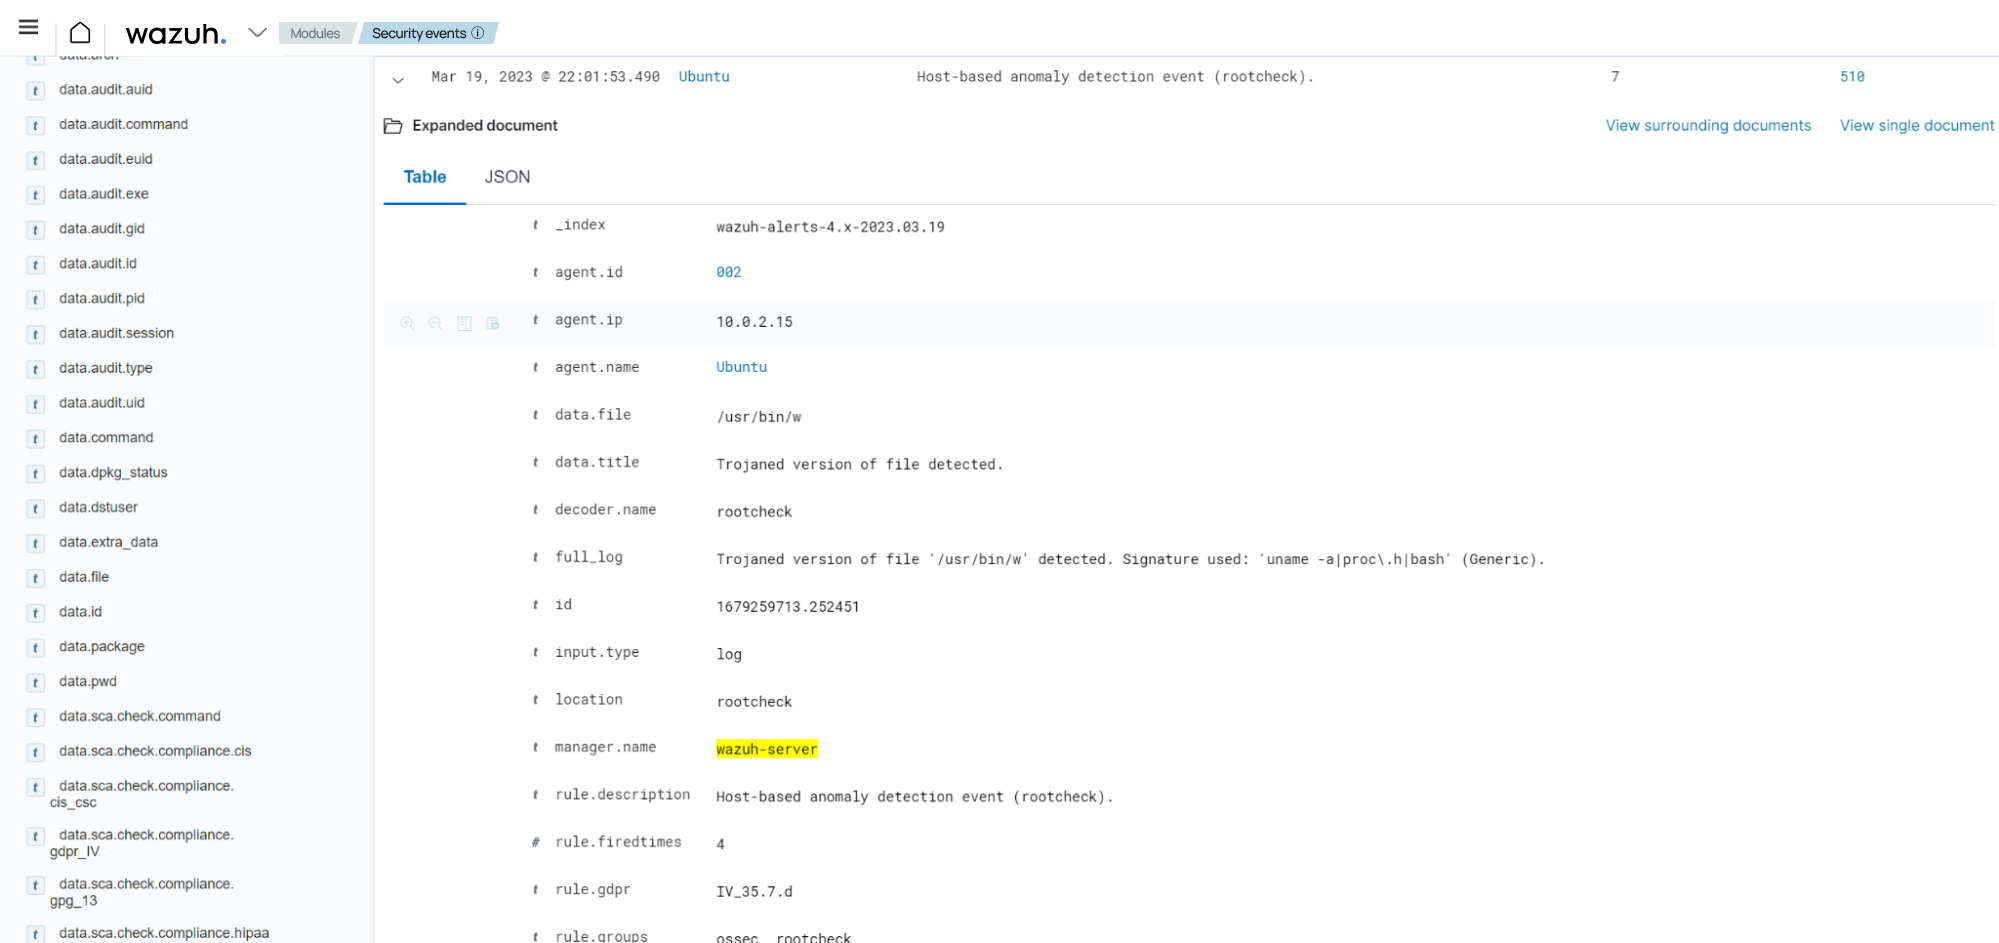 wazuh.
Modules
Security events
data.arch
data.audit.auid
data.audit.command
data.audit.euid
data.audit.exe
data.audit.gid
data.audit.id
data.audit.pid
data.audit.session
data.audit.type
data.audit.uid
data.command
data.dpkg_status
data.dstuser
data.extra_data
data.file
data.id
data.package
data.pwd
data.sca.check.command
data.sca.check.compliance.cis
data.sca.check.compliance.
cis_csc
data.sca.check.compliance.
gdpr_IV
data.sca.check.compliance.
gpg_13
data.sca.check.compliance.hipaa
Mar 19, 2023 @ 22:01:53.490 Ubuntu Host-based anomaly detection event (rootcheck). 7 510
Expanded document View surrounding documents View single document
Table JSON
t _index wazuh-alerts-4.x-2023.03.19
t agent.id 002
t agent.ip 10.0.2.15
t agent.name Ubuntu
t data.file /usr/bin/w
t data.title Trojaned version of file detected.
t decoder.name rootcheck
t full_log Trojaned version of file '/usr/bin/w' detected. Signature used: 'uname -a|proc\.h|bash' (Generic).
t id 1679259713.252451
t input.type log
t location rootcheck
t manager.name wazuh-server
t rule.description Host-based anomaly detection event (rootcheck).
# rule.firedtimes 4
t rule.gdpr IV_35.7.d
t rule.groups ossec, rootcheck